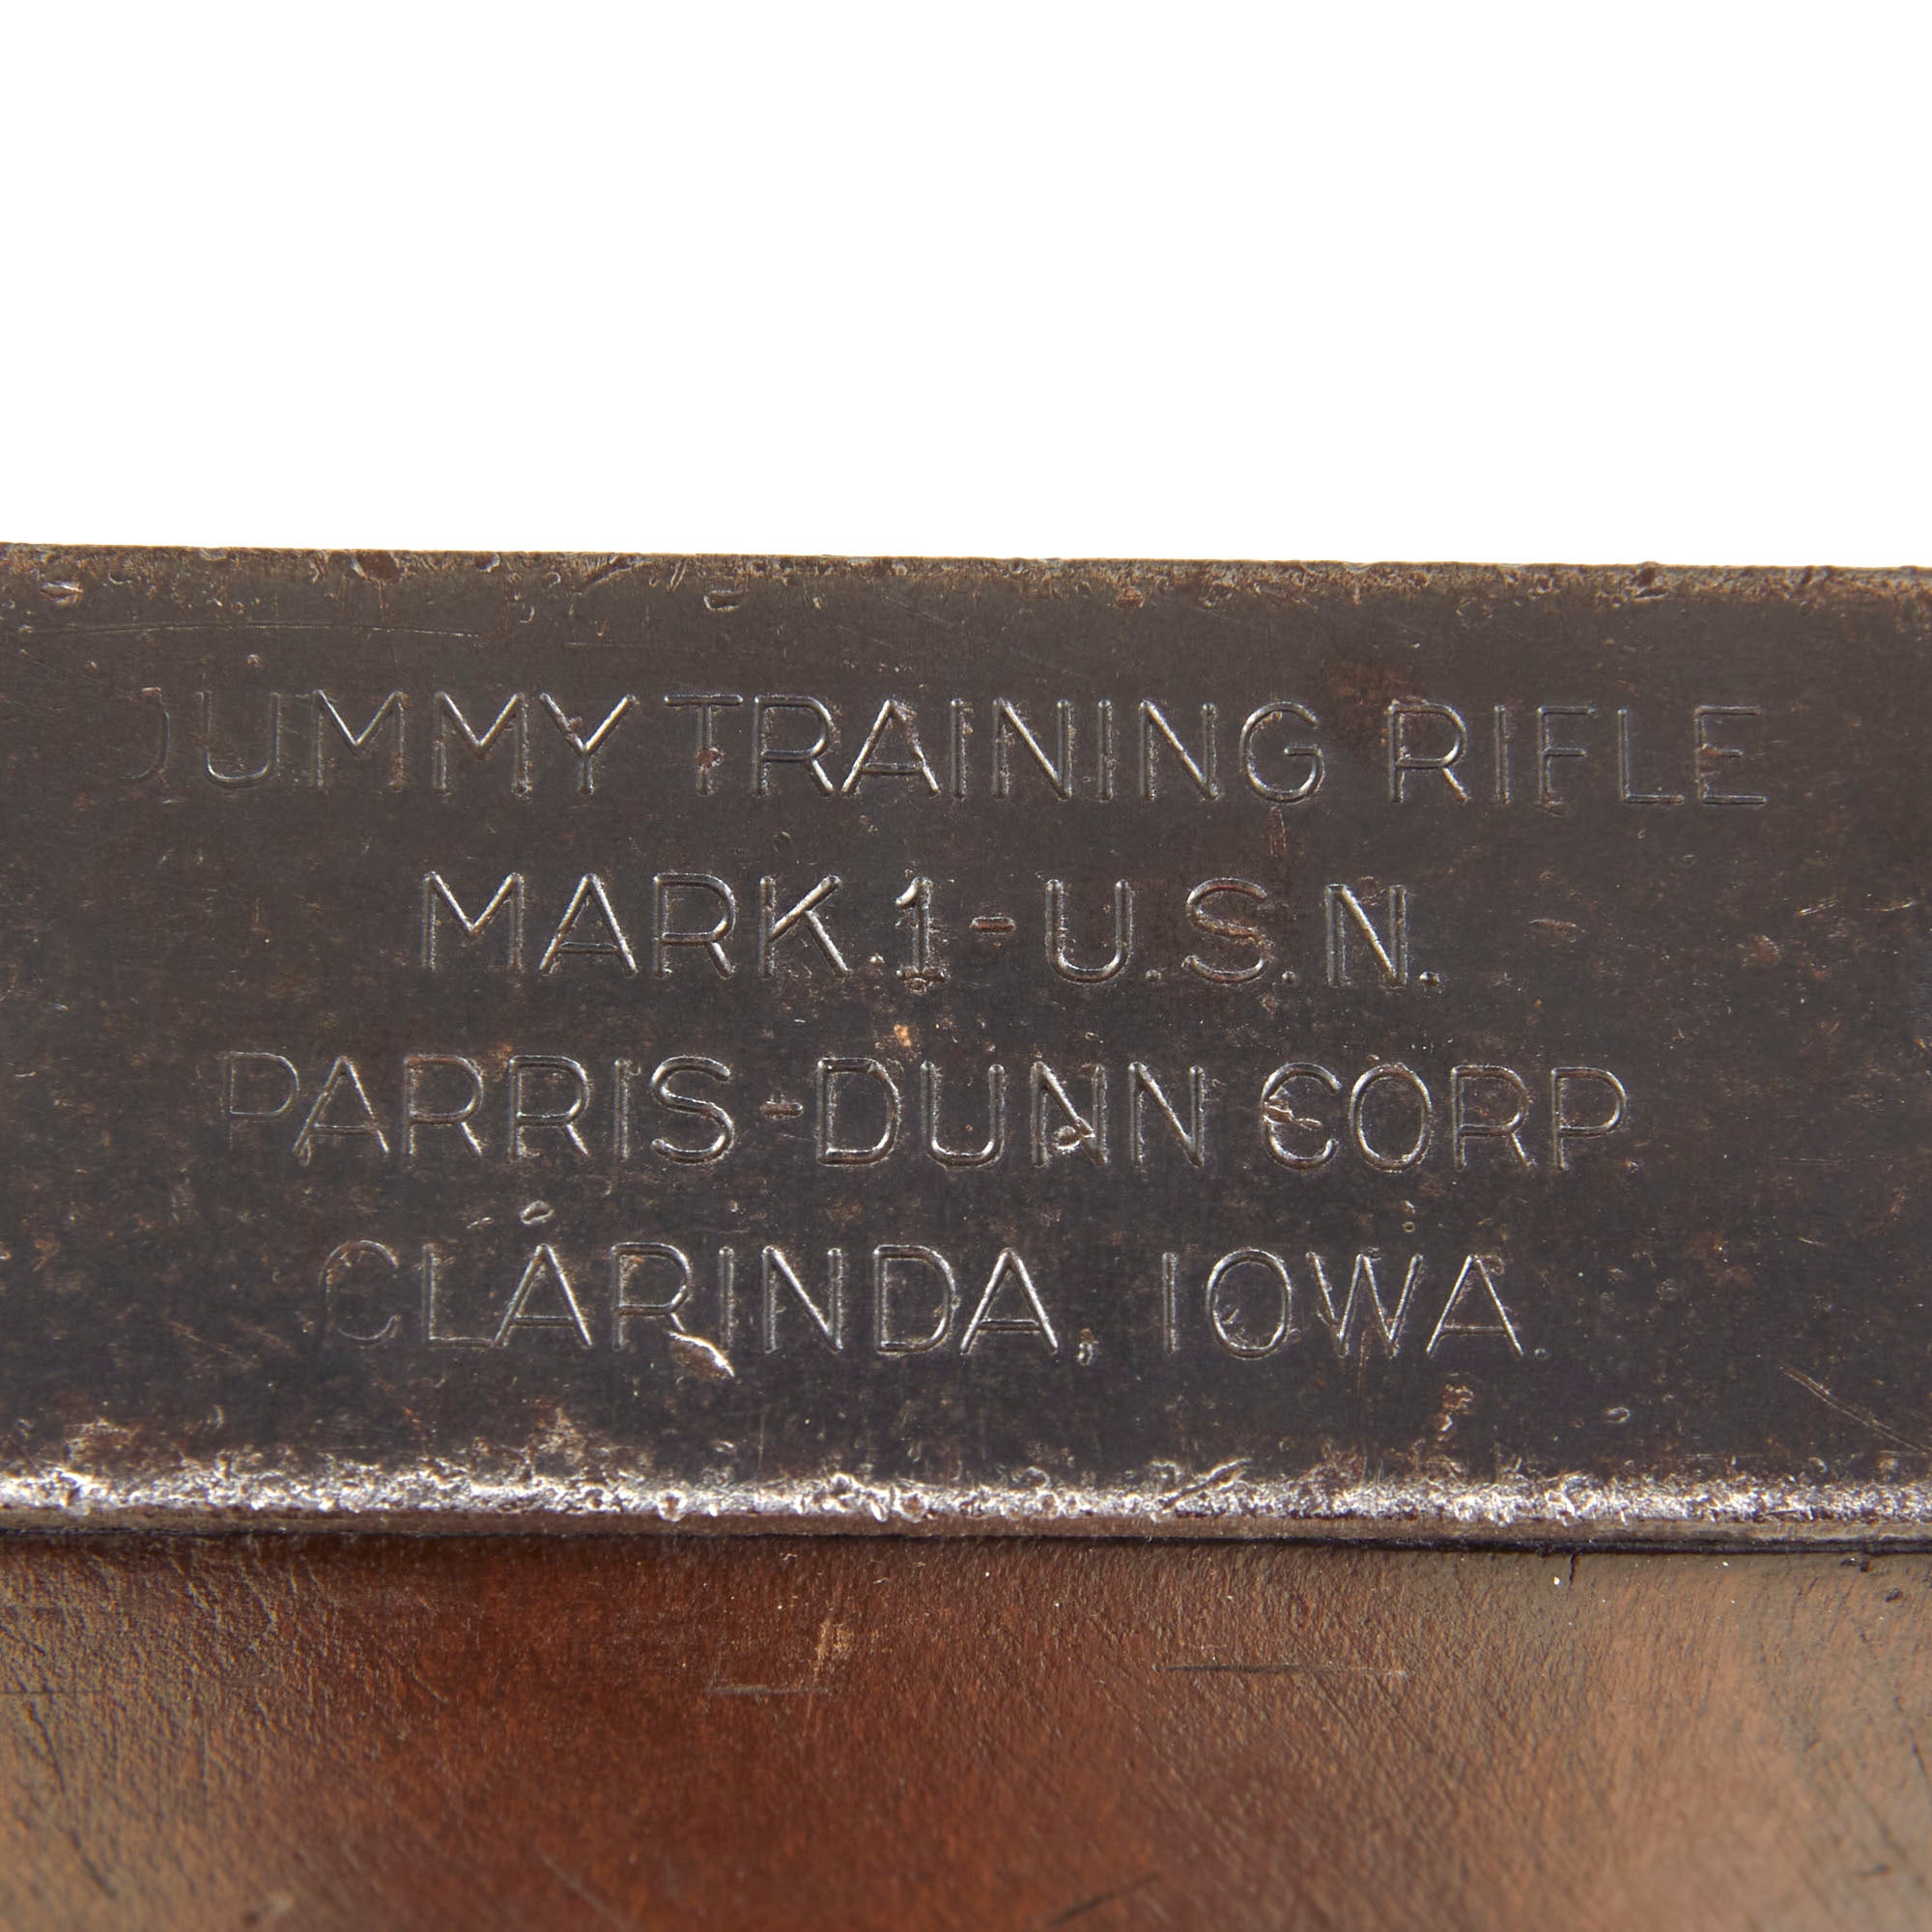 DUMMY TRAINING RIFLE
MARK.1-U.S.N.
PARRIS-DUNN CORP.
CLARINDA, IOWA.